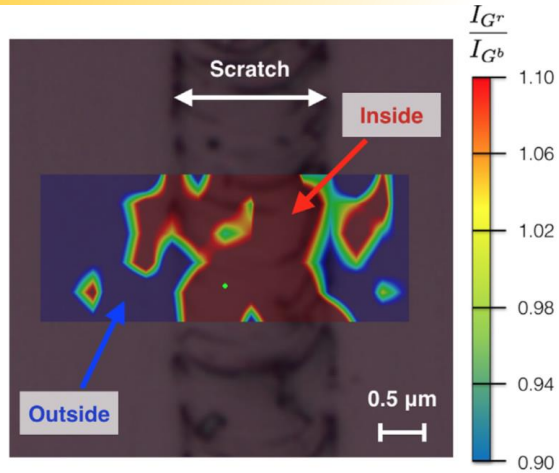 I_{G^r}
I_{G^b}
Scratch
Inside
1.10
1.06
1.02
0.98
0.94
0.90
Outside
0.5 μm